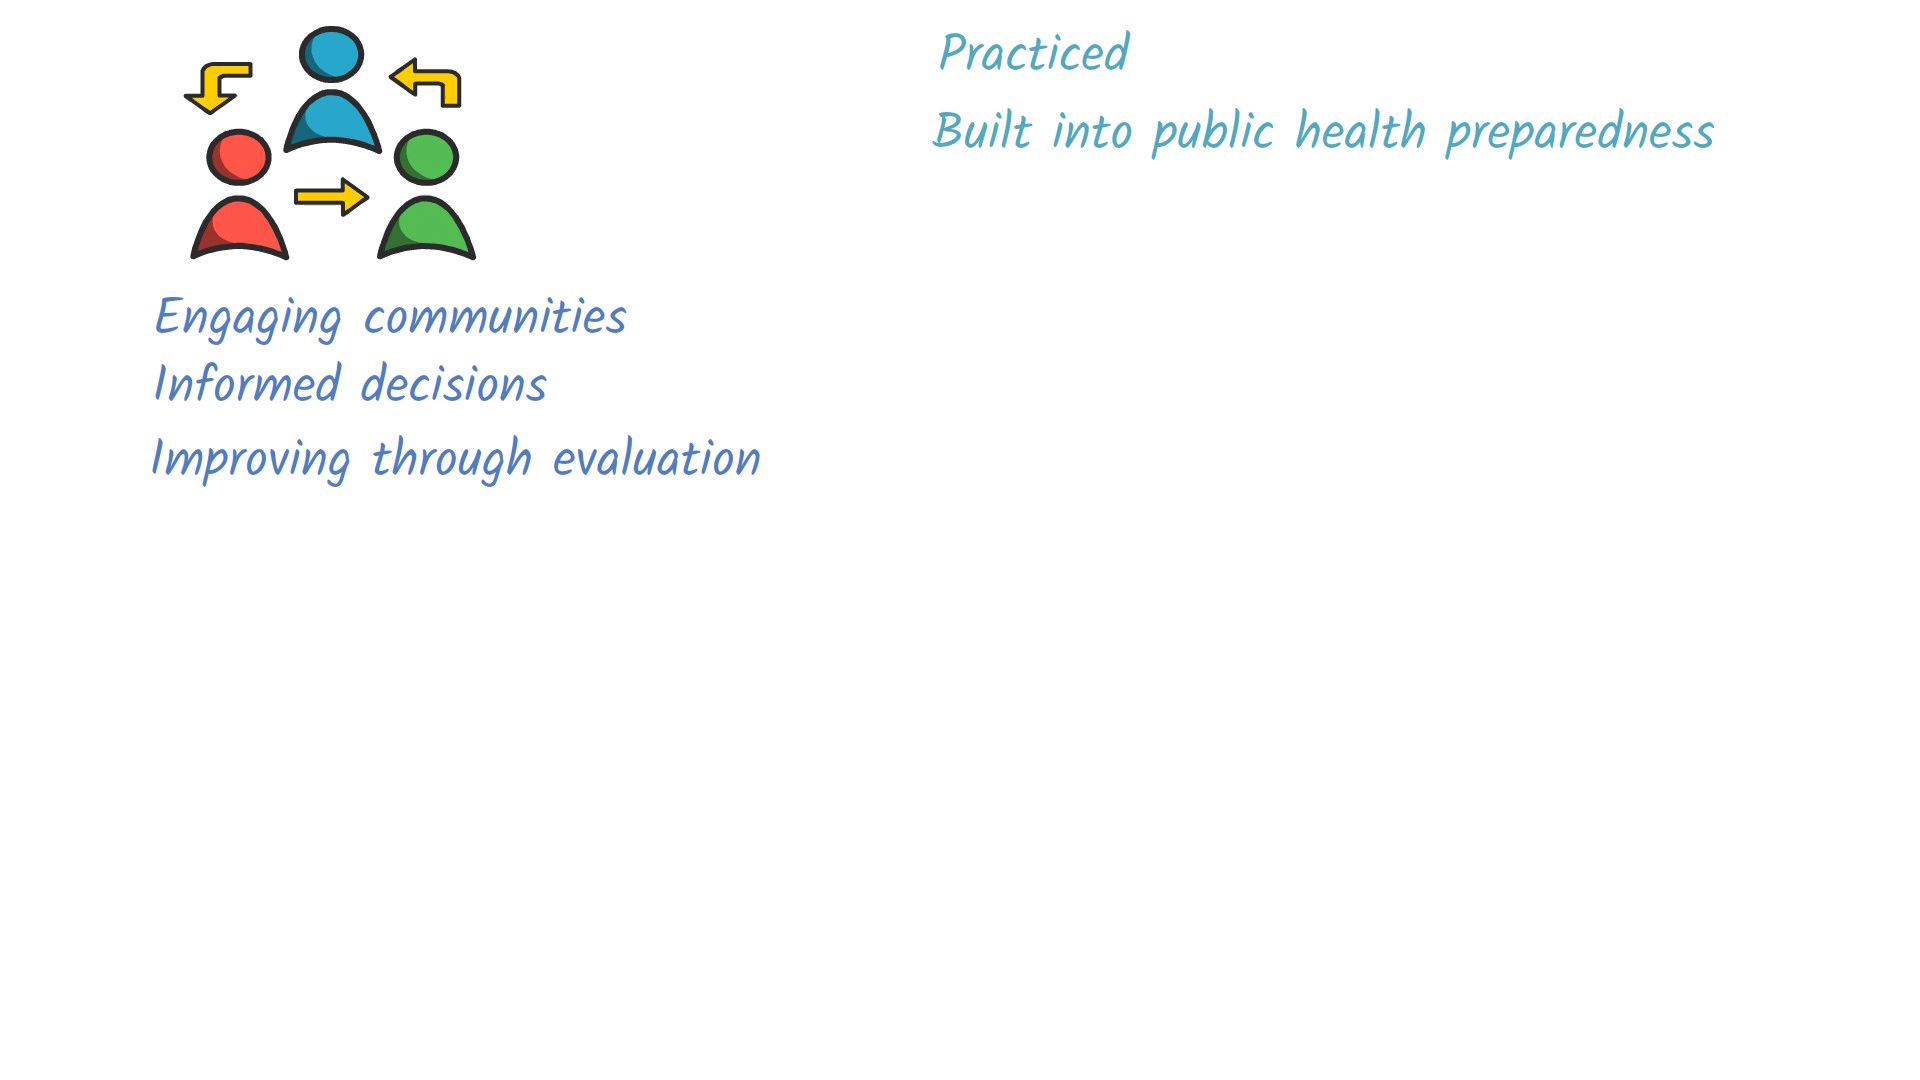 Practiced
Built into public health preparedness
Engaging communities
Informed decisions
Improving through evaluation